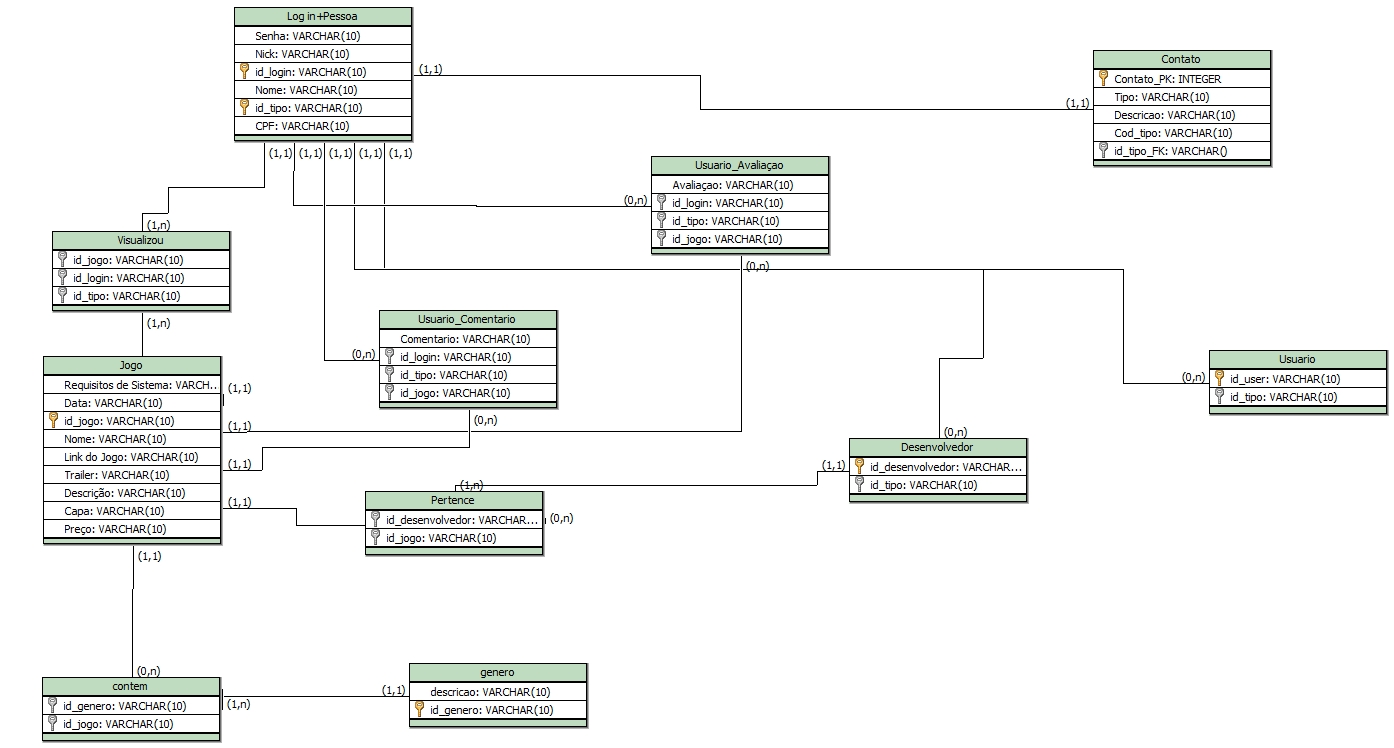 Log in+Pessoa
Senha: VARCHAR(10)
Nick: VARCHAR(10)
id_login: VARCHAR(10)
Nome: VARCHAR(10)
id_tipo: VARCHAR(10)
CPF: VARCHAR(10)
(1,1)
(1,1) (1,1) (1,1) (1,1) (1,1)
Contato
Contato_PK: INTEGER
Tipo: VARCHAR(10)
Descricao: VARCHAR(10)
Cod_tipo: VARCHAR(10)
id_tipo_FK: VARCHAR()
(1,1)
Usuario_Avaliaçao
Avaliaçao: VARCHAR(10)
id_login: VARCHAR(10)
id_tipo: VARCHAR(10)
id_jogo: VARCHAR(10)
(0,n)
(0,n)
(1,n)
Visualizou
id_jogo: VARCHAR(10)
id_login: VARCHAR(10)
id_tipo: VARCHAR(10)
(1,n)
Usuario_Comentario
Comentario: VARCHAR(10)
id_login: VARCHAR(10)
id_tipo: VARCHAR(10)
id_jogo: VARCHAR(10)
(0,n)
(0,n)
Jogo
Requisitos de Sistema: VARCH...
Data: VARCHAR(10)
id_jogo: VARCHAR(10)
Nome: VARCHAR(10)
Link do Jogo: VARCHAR(10)
Trailer: VARCHAR(10)
Descrição: VARCHAR(10)
Capa: VARCHAR(10)
Preço: VARCHAR(10)
(1,1)
(1,1)
(1,1)
(1,1)
(1,1)
Usuario
id_user: VARCHAR(10)
id_tipo: VARCHAR(10)
(0,n)
(0,n)
Desenvolvedor
id_desenvolvedor: VARCHAR...
id_tipo: VARCHAR(10)
(1,1)
(1,n)
Pertence
id_desenvolvedor: VARCHAR...
id_jogo: VARCHAR(10)
(0,n)
(0,n)
contem
id_genero: VARCHAR(10)
id_jogo: VARCHAR(10)
(1,n)
(1,1)
genero
descricao: VARCHAR(10)
id_genero: VARCHAR(10)